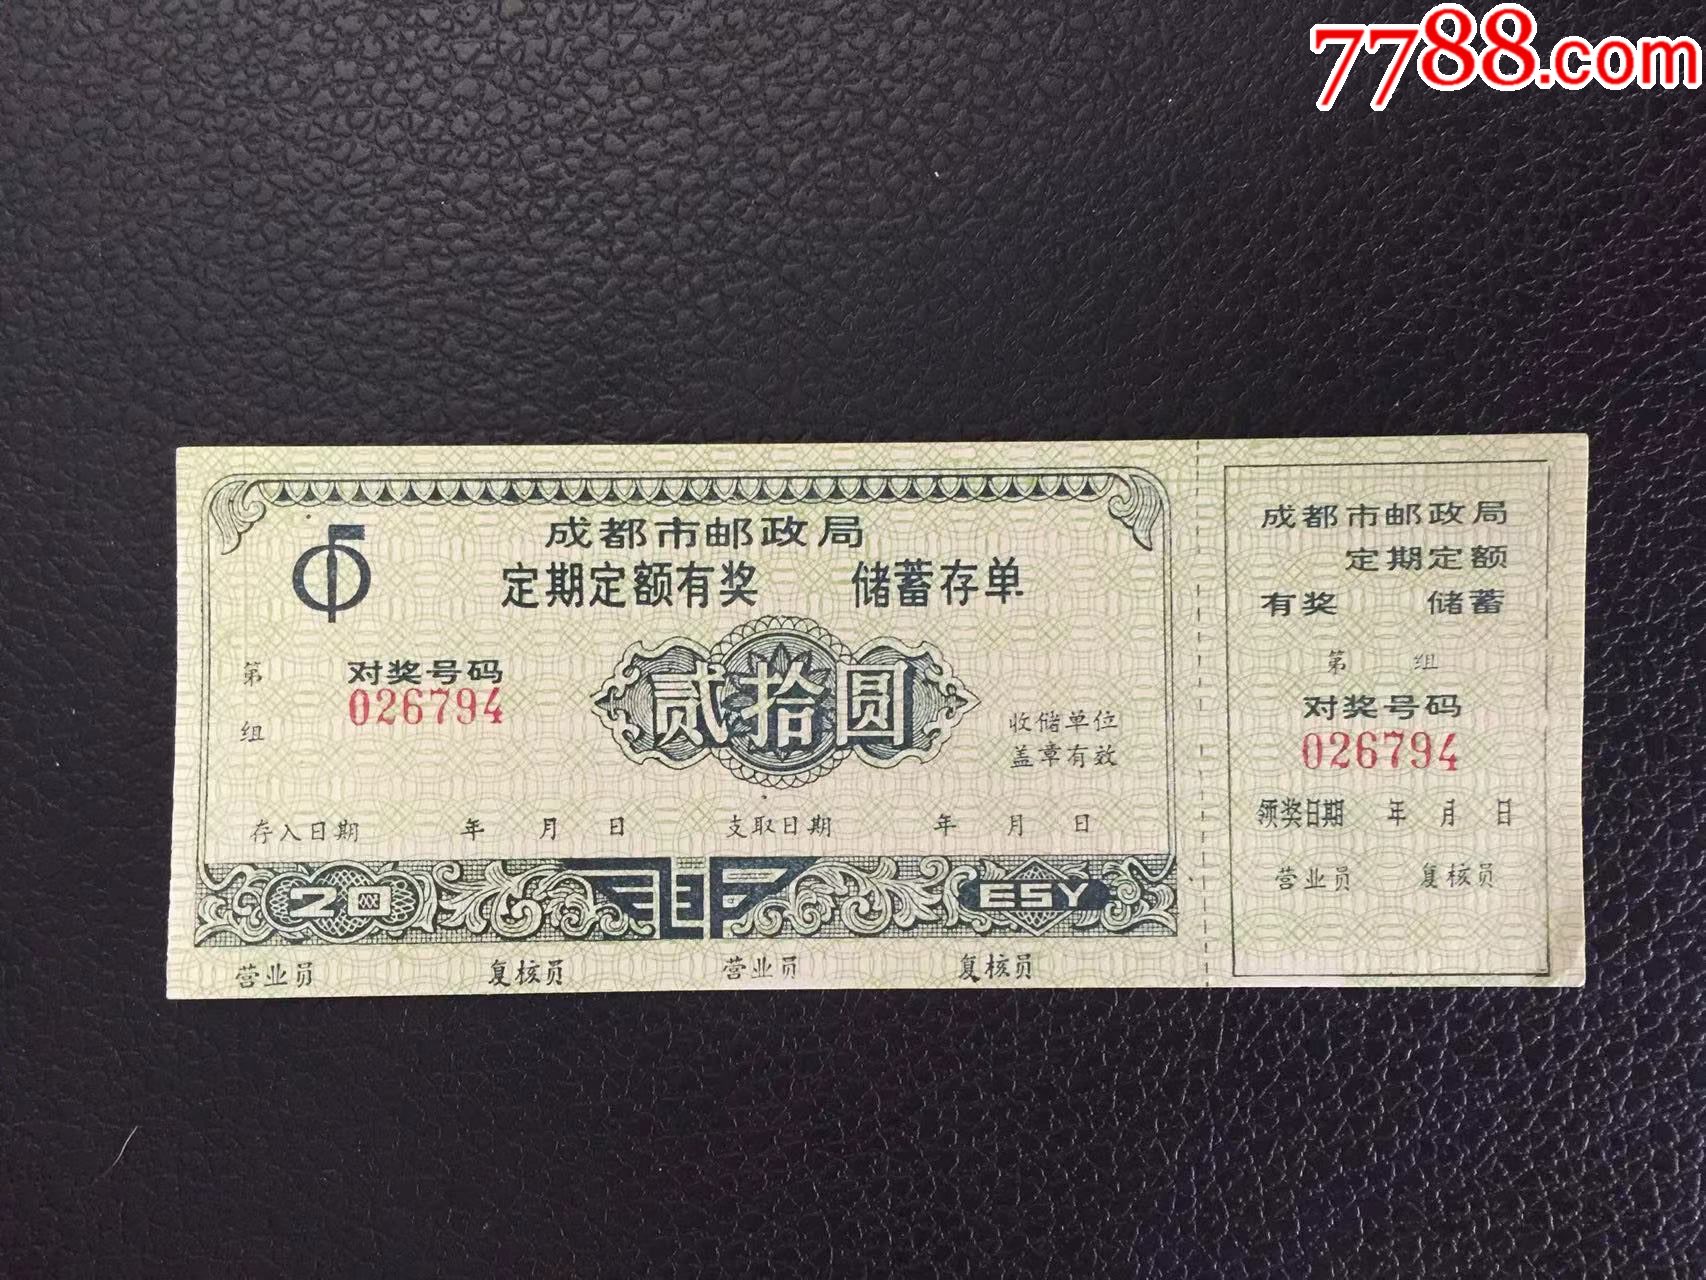 7788.com
成都市邮政局
定期定额有奖 储蓄存单
第 组
对奖号码
026794
贰拾圆
收储单位
盖章有效
存入日期 年 月 日 支取日期 年 月 日
20 ESY
营业员 复核员 营业员 复核员
成都市邮政局
定期定额
有奖 储蓄
第 组
对奖号码
026794
领奖日期 年 月 日
营业员 复核员